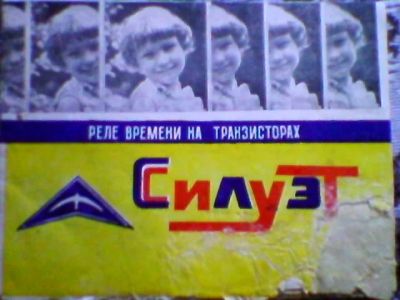 РЕЛЕ ВРЕМЕНИ НА ТРАНЗИСТОРАХ
СИЛУЭТ